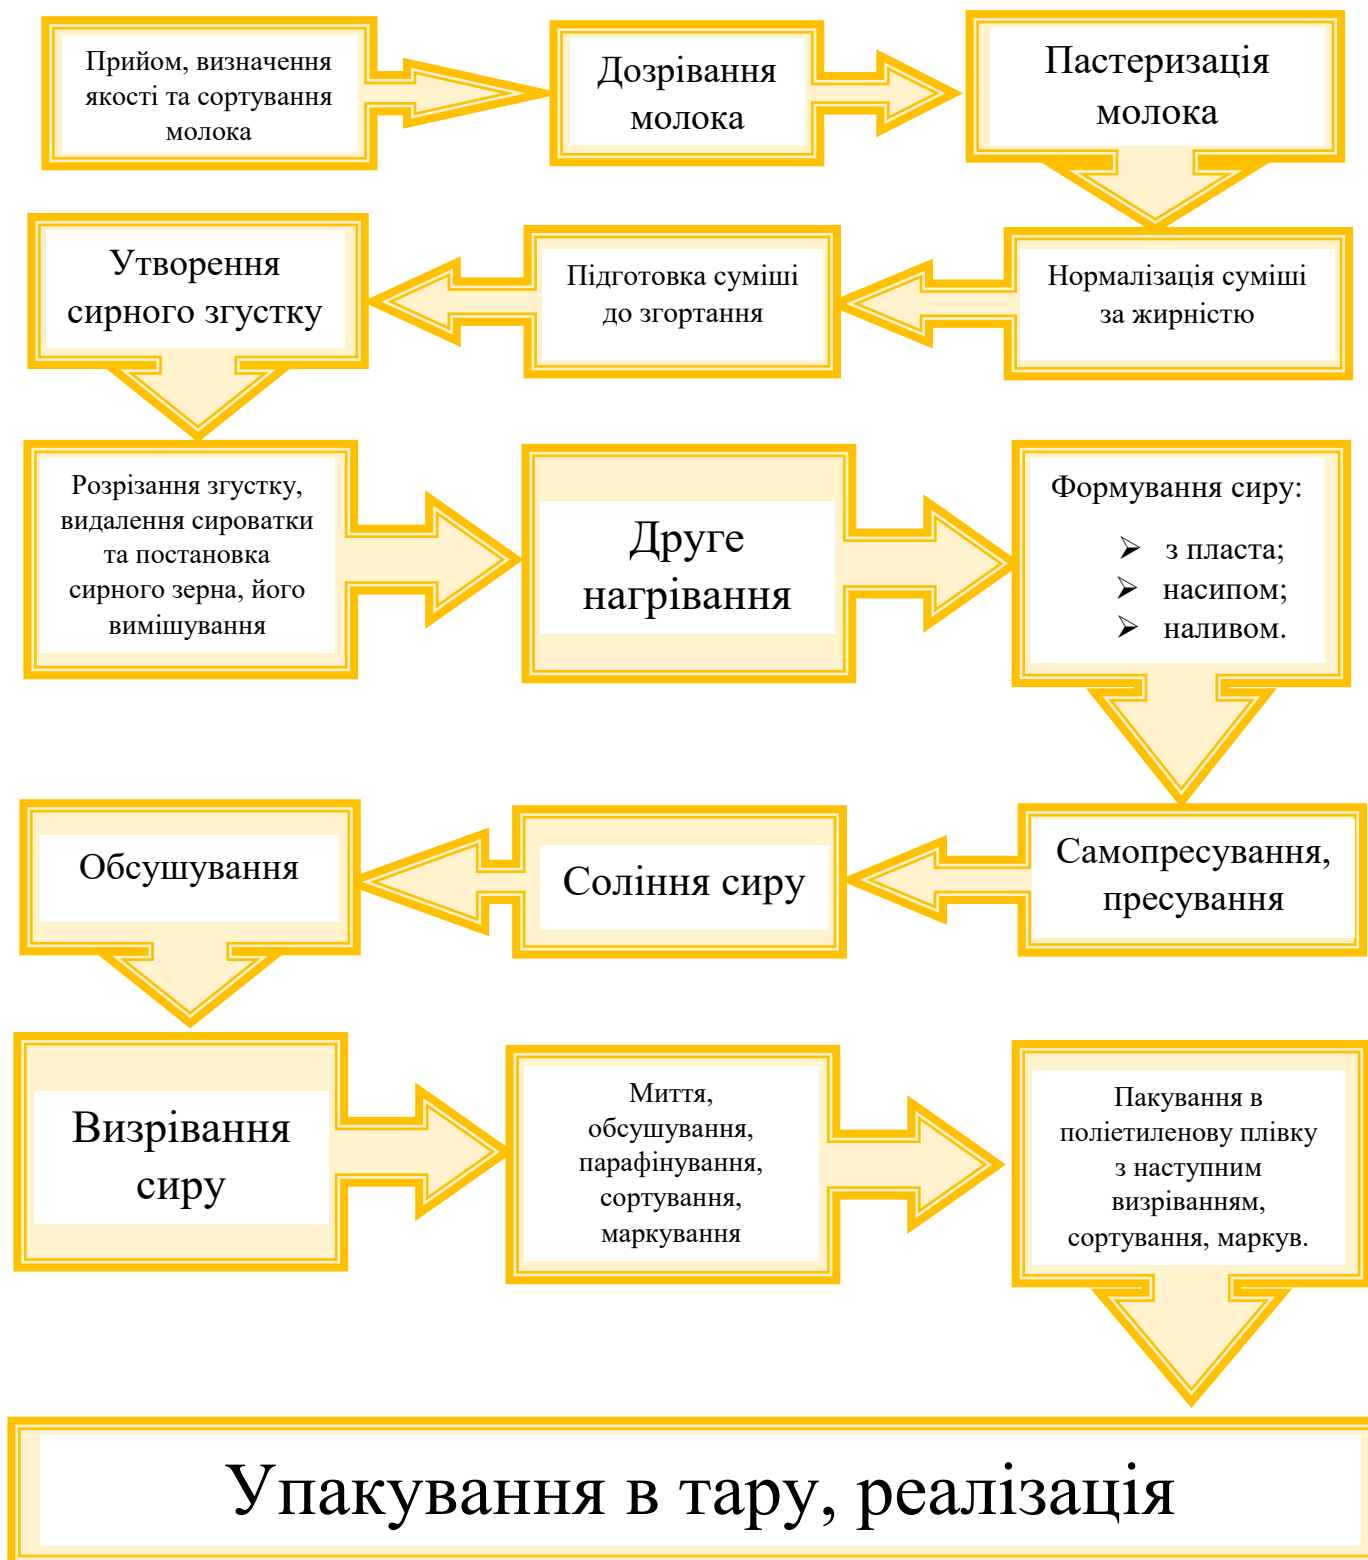 Прийом, визначення
якості та сортування
молока
Дозрівання
молока
Пастеризація
молока
Нормалізація суміші
за жирністю
Підготовка суміші
до згортання
Утворення
сирного згустку
Розрізання згустку,
видалення сироватки
та постановка
сирного зерна, його
вимішування
Друге
нагрівання
Формування сиру:
➢ з пласта;
➢ насипом;
➢ наливом.
Самопресування,
пресування
Соління сиру
Обсушування
Визрівання
сиру
Миття,
обсушування,
парафінування,
сортування,
маркування
Пакування в
поліетиленову плівку
з наступним
визріванням,
сортування, маркув.
Упакування в тару, реалізація